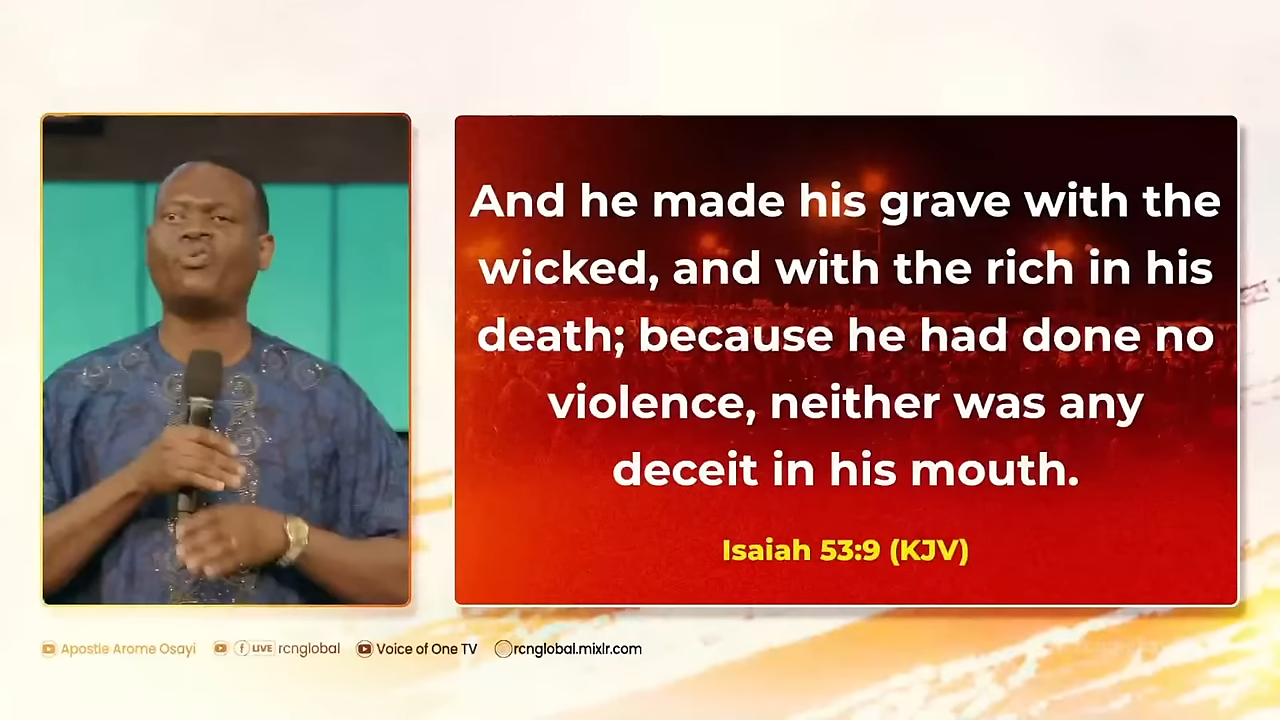 And he made his grave with the
wicked, and with the rich in his
death; because he had done no
violence, neither was any
deceit in his mouth.
Isaiah 53:9 (KJV)
Apostle Arome Osayi LIVE rcnglobal Voice of One TV rcnglobal.mixlr.com